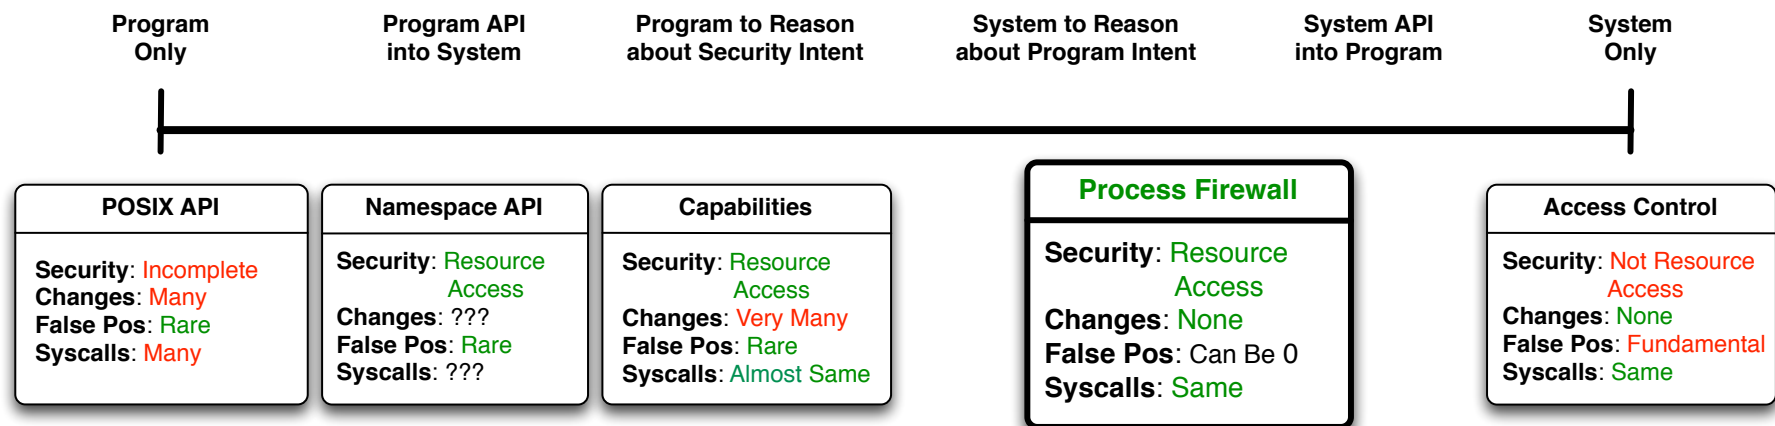 Program
Only
Program API
into System
Program to Reason
about Security Intent
System to Reason
about Program Intent
System API
into Program
System
Only
POSIX API
Security: Incomplete
Changes: Many
False Pos: Rare
Syscalls: Many
Namespace API
Security: Resource
Access
Changes: ???
False Pos: Rare
Syscalls: ???
Capabilities
Security: Resource
Access
Changes: Very Many
False Pos: Rare
Syscalls: Almost Same
Process Firewall
Security: Resource
Access
Changes: None
False Pos: Can Be 0
Syscalls: Same
Access Control
Security: Not Resource
Access
Changes: None
False Pos: Fundamental
Syscalls: Same